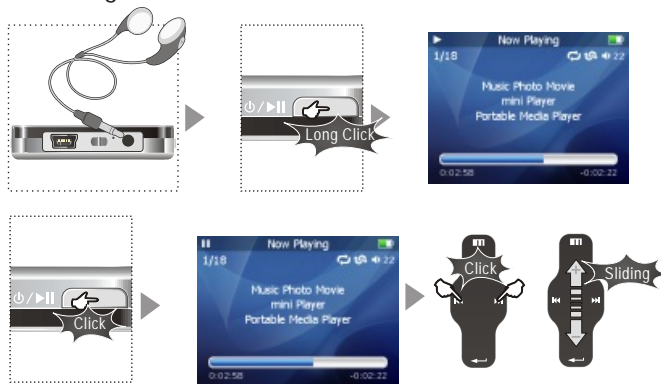 Long Click
Now Playing
1/18
22
Music Photo Movie
mini Player
Portable Media Player
0:02:58
-0:02:22
Click
Now Playing
1/18
22
Music Photo Movie
mini Player
Portable Media Player
0:02:58
-0:02:22
m
Click
m
+
Sliding